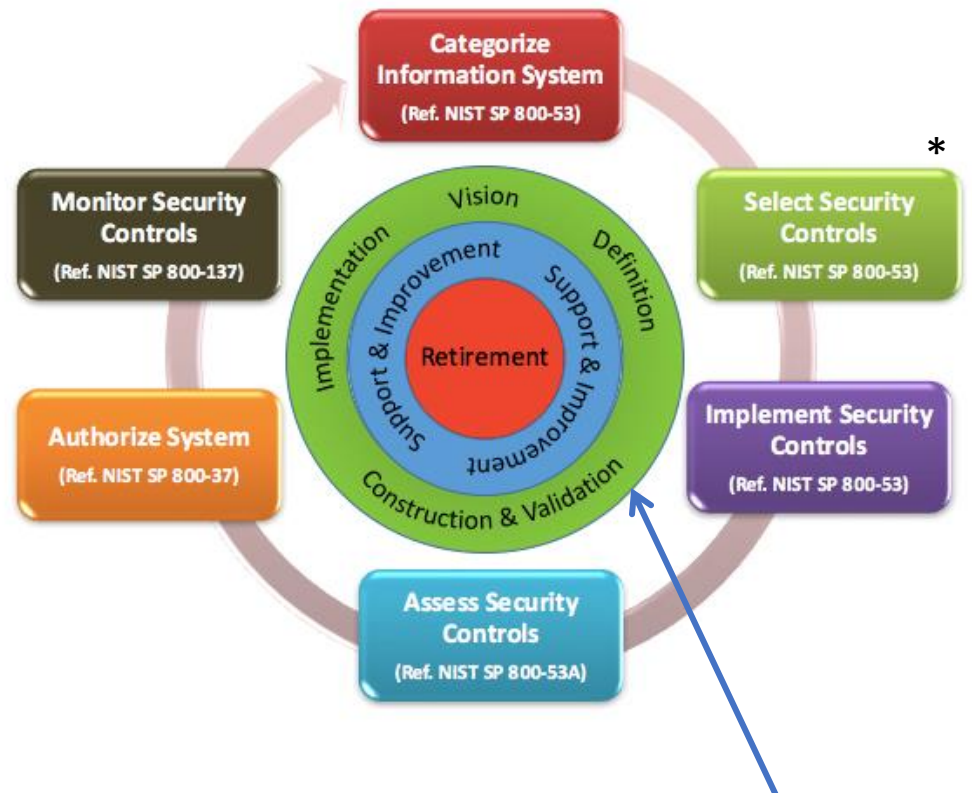 Categorize
Information System
(Ref. NIST SP 800-53)
*
Select Security
Controls
(Ref. NIST SP 800-53)
Implement Security
Controls
(Ref. NIST SP 800-53)
Assess Security
Controls
(Ref. NIST SP 800-53A)
Authorize System
(Ref. NIST SP 800-37)
Monitor Security
Controls
(Ref. NIST SP 800-137)
Vision
Definition
Construction & Validation
Implementation
Support & Improvement
Support & Improvement
Retirement